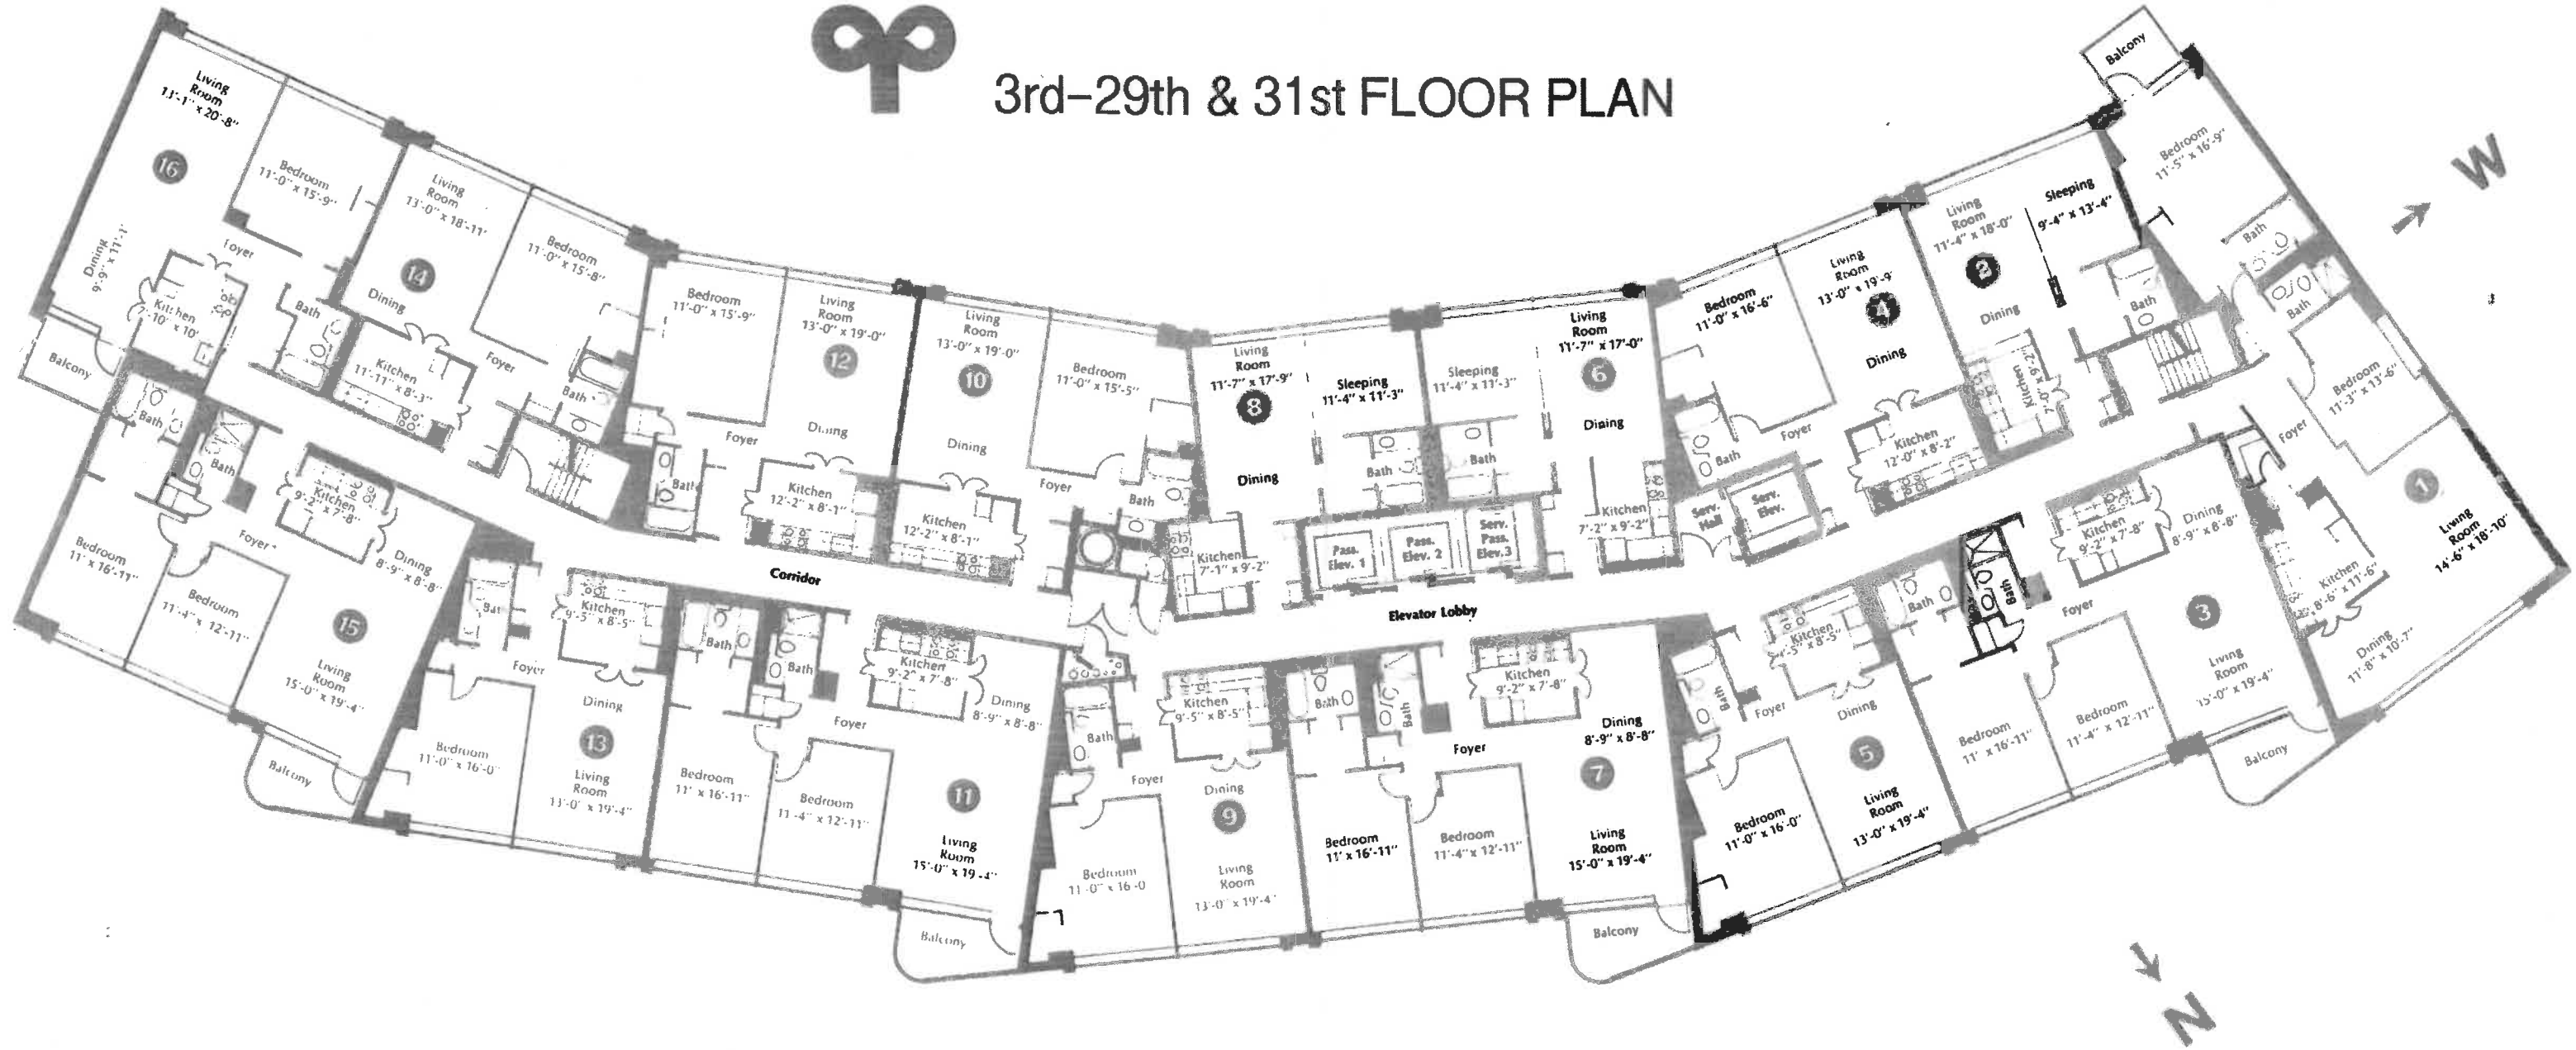 3rd–29th & 31st FLOOR PLAN
Living
Room
13'-1" x 20'-8"
16
Bedroom
11'-0" x 15'-9"
Dining
9'-9" x 11'-1"
Foyer
Kitchen
Bath
Balcony
Living
Room
13'-0" x 18'-11"
14
Bedroom
11'-0" x 15'-8"
Dining
Kitchen
11'-11" x 8'-3"
Foyer
Bath
Bedroom
11'-0" x 15'-9"
Living
Room
13'-0" x 19'-0"
12
Foyer
Dining
Bath
Kitchen
12'-2" x 8'-1"
Living
Room
13'-0" x 19'-0"
10
Bedroom
11'-0" x 15'-5"
Dining
Foyer
Bath
Kitchen
12'-2" x 8'-1"
Living
Room
11'-7" x 17'-9"
8
Sleeping
11'-4" x 11'-3"
Dining
Bath
Kitchen
7'-1" x 9'-2"
Sleeping
11'-4" x 11'-3"
Living
Room
11'-7" x 17'-0"
6
Dining
Bath
Kitchen
7'-2" x 9'-2"
Pass.
Elev. 1
Pass.
Elev. 2
Serv.
Pass.
Elev.3
Serv.
Hall
Serv.
Elev.
Bedroom
11'-0" x 16'-6"
Living
Room
13'-0" x 19'-9"
4
Dining
Foyer
Bath
Kitchen
12'-0" x 8'-2"
Living
Room
11'-4" x 18'-0"
2
Sleeping
9'-4" x 13'-4"
Dining
Kitchen
7'-0" x 9'-2"
Bath
Balcony
Bedroom
11'-5" x 16'-9"
Bath
Bath
Bedroom
11'-3" x 13'-6"
Foyer
1
Living
Room
14'-6" x 18'-10"
Kitchen
8'-6" x 11'-6"
Dining
11'-8" x 10'-7"
W
Corridor
Elevator Lobby
Bath
Bath
Kitchen
9'-2" x 7'-8"
Foyer
Dining
8'-9" x 8'-8"
Bedroom
11' x 16'-11"
Bedroom
11'-4" x 12'-11"
15
Living
Room
15'-0" x 19'-4"
Balcony
Kitchen
9'-5" x 8'-5"
Foyer
Dining
Bedroom
11'-0" x 16'-0"
13
Living
Room
13'-0" x 19'-4"
Bath
Bath
Kitchen
9'-2" x 7'-8"
Dining
8'-9" x 8'-8"
Foyer
Bedroom
11' x 16'-11"
Bedroom
11'-4" x 12'-11"
11
Living
Room
15'-0" x 19'-4"
Balcony
Bath
Kitchen
9'-5" x 8'-5"
Foyer
Dining
9
Bedroom
11'-0" x 16'-0
Living
Room
13'-0" x 19'-4"
Bath
Bath
Kitchen
9'-2" x 7'-8"
Foyer
Dining
8'-9" x 8'-8"
7
Bedroom
11' x 16'-11"
Bedroom
11'-4" x 12'-11"
Living
Room
15'-0" x 19'-4"
Balcony
Bath
Kitchen
Foyer
Dining
5
Bedroom
11'-0" x 16'-0"
Living
Room
13'-0" x 19'-4"
Bath
Bath
Kitchen
9'-2" x 7'-8"
Dining
8'-9" x 8'-8"
Foyer
3
Bedroom
11' x 16'-11"
Bedroom
11'-4" x 12'-11"
Living
Room
15'-0" x 19'-4"
Balcony
N